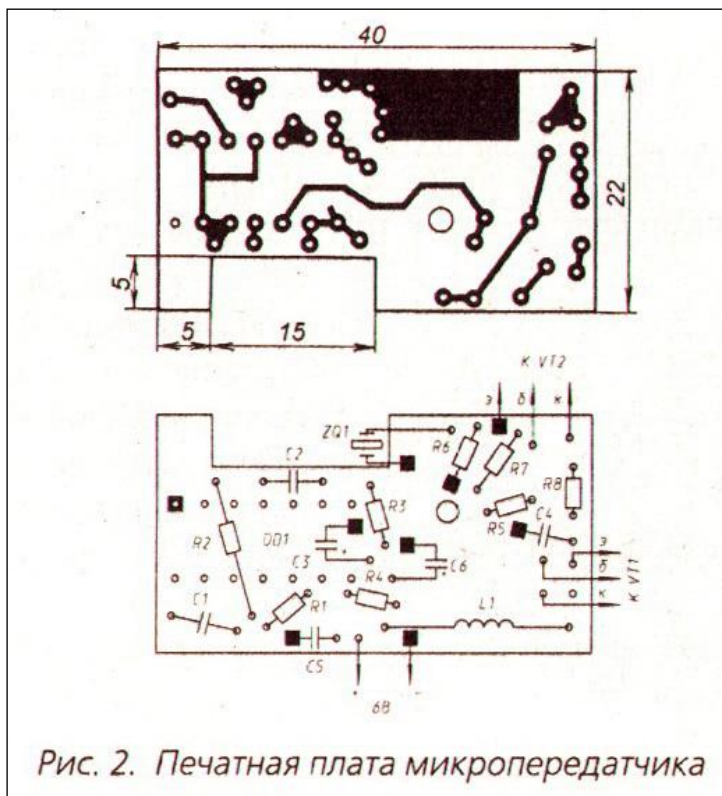 40
22
5
5
15
К VT2
э б к
ZQ1
R6
R7
C2
R8
R3
R5
C4
R2
DD1
C3
+
C6
+
э
б
к
К VT1
R4
C1
R1
L1
C5
6В
Рис. 2. Печатная плата микропередатчика